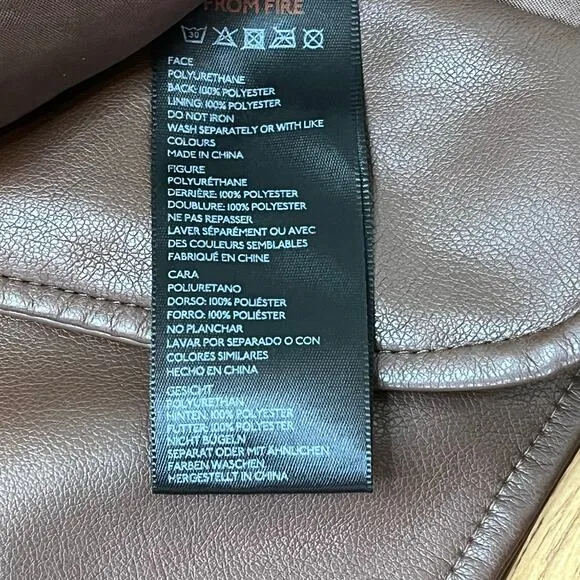 FROM FIRE
30
FACE
POLYURETHANE
BACK: 100% POLYESTER
LINING: 100% POLYESTER
DO NOT IRON
WASH SEPARATELY OR WITH LIKE
COLOURS
MADE IN CHINA
FIGURE
POLYURÉTHANE
DERRIÈRE: 100% POLYESTER
DOUBLURE: 100% POLYESTER
NE PAS REPASSER
LAVER SÉPARÉMENT OU AVEC
DES COULEURS SEMBLABLES
FABRIQUÉ EN CHINE
CARA
POLIURETANO
DORSO: 100% POLIÉSTER
FORRO: 100% POLIÉSTER
NO PLANCHAR
LAVAR POR SEPARADO O CON
COLORES SIMILARES
HECHO EN CHINA
GESICHT
POLYURETHAN
HINTEN: 100% POLYESTER
FUTTER: 100% POLYESTER
NICHT BÜGELN
SEPARAT ODER MIT ÄHNLICHEN
FARBEN WASCHEN
HERGESTELLT IN CHINA